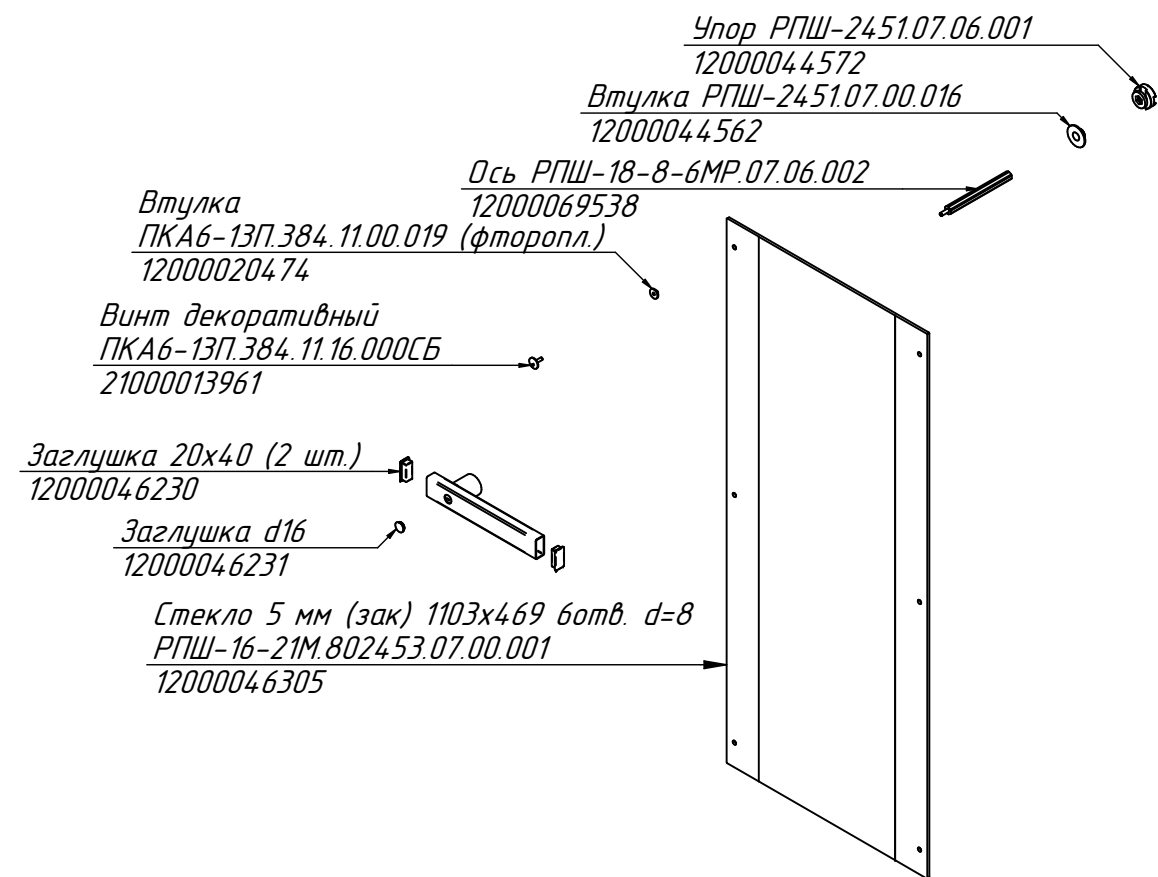 Упор РПШ-2451.07.06.001
12000044572
Втулка РПШ-2451.07.00.016
12000044562
Ось РПШ-18-8-6МР.07.06.002
12000069538
Втулка
ПКА6-13П.384.11.00.019 (фторопл.)
12000020474
Винт декоративный
ПКА6-13П.384.11.16.000СБ
21000013961
Заглушка 20х40 (2 шт.)
12000046230
Заглушка d16
12000046231
Стекло 5 мм (зак) 1103х469 6отв. d=8
РПШ-16-21М.802453.07.00.001
12000046305